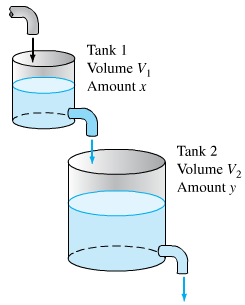 Tank 1
Volume V₁
Amount x
Tank 2
Volume V₂
Amount y